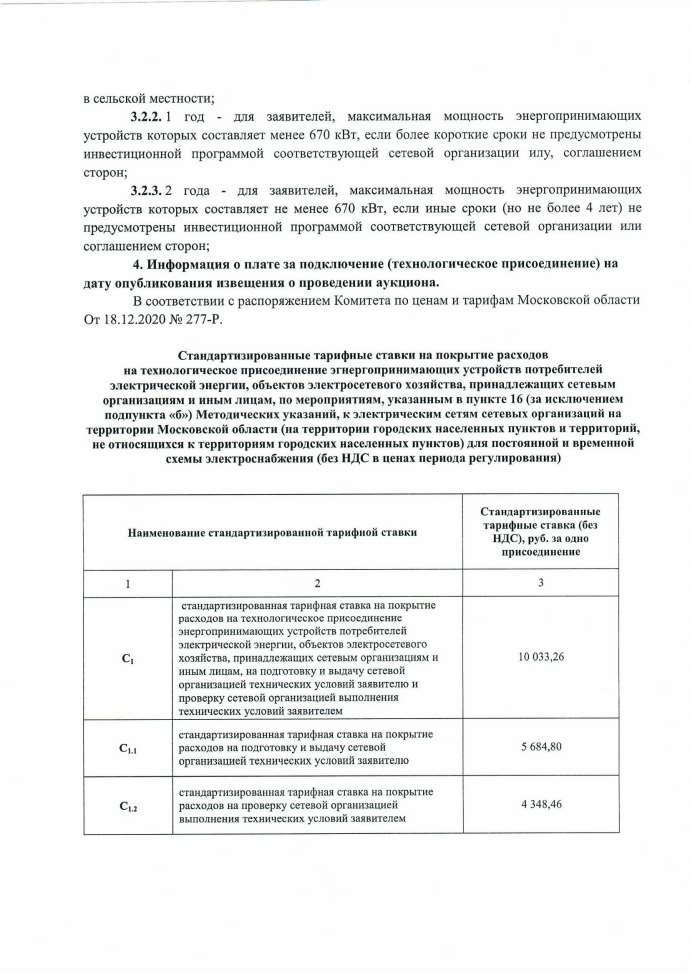 в сельской местности;
3.2.2. 1 год - для заявителей, максимальная мощность энергопринимающих
устройств которых составляет менее 670 кВт, если более короткие сроки не предусмотрены
инвестиционной программой соответствующей сетевой организации илу, соглашением
сторон;
3.2.3. 2 года - для заявителей, максимальная мощность энергопринимающих
устройств которых составляет не менее 670 кВт, если иные сроки (но не более 4 лет) не
предусмотрены инвестиционной программой соответствующей сетевой организации или
соглашением сторон;
4. Информация о плате за подключение (технологическое присоединение) на
дату опубликования извещения о проведении аукциона.
В соответствии с распоряжением Комитета по ценам и тарифам Московской области
От 18.12.2020 № 277-Р.
Стандартизированные тарифные ставки на покрытие расходов
на технологическое присоединение эгнергопринимающих устройств потребителей
электрической энергии, объектов электросетевого хозяйства, принадлежащих сетевым
организациям и иным лицам, по мероприятиям, указанным в пункте 16 (за исключением
подпункта «б») Методических указаний, к электрическим сетям сетевых организаций на
территории Московской области (на территории городских населенных пунктов и территорий,
не относящихся к территориям городских населенных пунктов) для постоянной и временной
схемы электроснабжения (без НДС в ценах периода регулирования)
Наименование стандартизированной тарифной ставки
Стандартизированные
тарифные ставка (без
НДС), руб. за одно
присоединение
1
2
3
С1
стандартизированная тарифная ставка на покрытие
расходов на технологическое присоединение
энергопринимающих устройств потребителей
электрической энергии, объектов электросетевого
хозяйства, принадлежащих сетевым организациям и
иным лицам, на подготовку и выдачу сетевой
организацией технических условий заявителю и
проверку сетевой организацией выполнения
технических условий заявителем
10 033,26
С1.1
стандартизированная тарифная ставка на покрытие
расходов на подготовку и выдачу сетевой
организацией технических условий заявителю
5 684,80
С1.2
стандартизированная тарифная ставка на покрытие
расходов на проверку сетевой организацией
выполнения технических условий заявителем
4 348,46